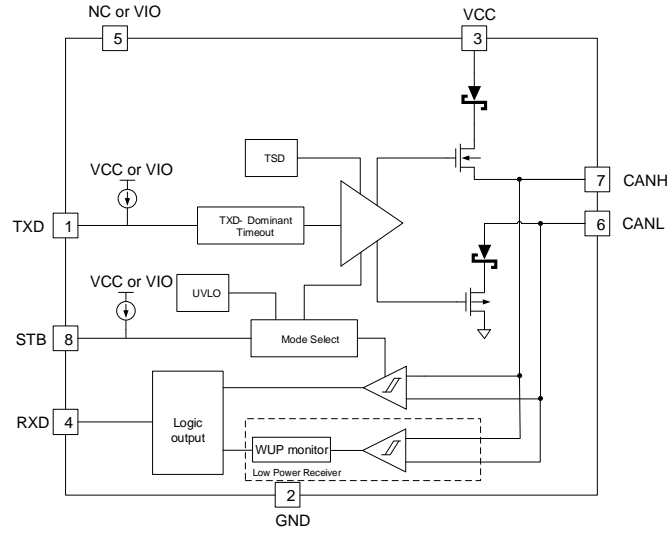 NC or VIO
VCC
5
3
TSD
VCC or VIO
7
CANH
TXD
1
TXD- Dominant
Timeout
6
CANL
VCC or VIO
UVLO
STB
8
Mode Select
RXD
4
Logic
output
WUP monitor
Low Power Receiver
2
GND